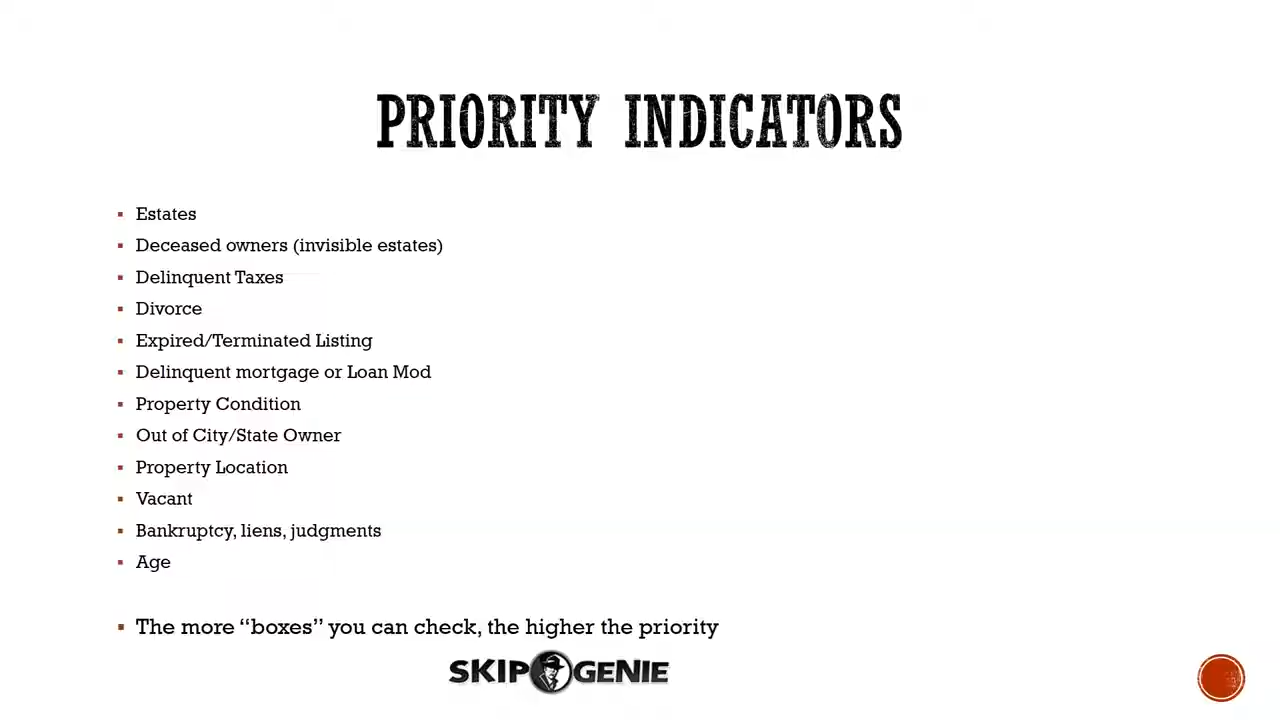 PRIORITY INDICATORS
Estates
Deceased owners (invisible estates)
Delinquent Taxes
Divorce
Expired/Terminated Listing
Delinquent mortgage or Loan Mod
Property Condition
Out of City/State Owner
Property Location
Vacant
Bankruptcy, liens, judgments
Age
The more “boxes” you can check, the higher the priority
SKIP GENIE